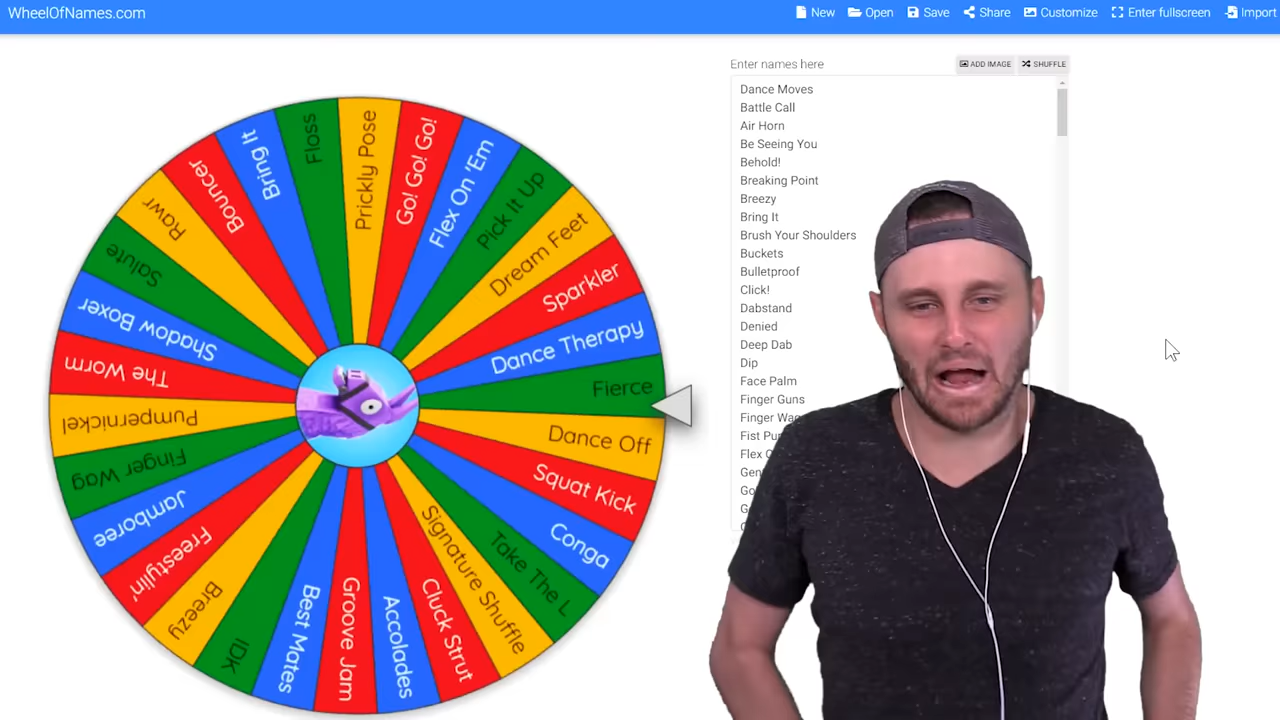 WheelOfNames.com
New
Open
Save
Share
Customize
Enter fullscreen
Import
Enter names here
ADD IMAGE
SHUFFLE
Dance Moves
Battle Call
Air Horn
Be Seeing You
Behold!
Breaking Point
Breezy
Bring It
Brush Your Shoulders
Buckets
Bulletproof
Click!
Dabstand
Denied
Deep Dab
Dip
Face Palm
Finger Guns
Finger
Fist
Floss
Prickly Pose
Go! Go! Go!
Flex On 'Em
Pick It Up
Dream Feet
Sparkler
Dance Therapy
Fierce
Dance Off
Squat Kick
Conga
Take The L
Signature Shuffle
Cluck Strut
Accolades
Groove Jam
Best Mates
IDK
Breezy
Freestylin'
Jamboree
Finger Wag
Pumpernickel
The Worm
Shadow Boxer
Salute
Rawr
Bouncer
Bring It